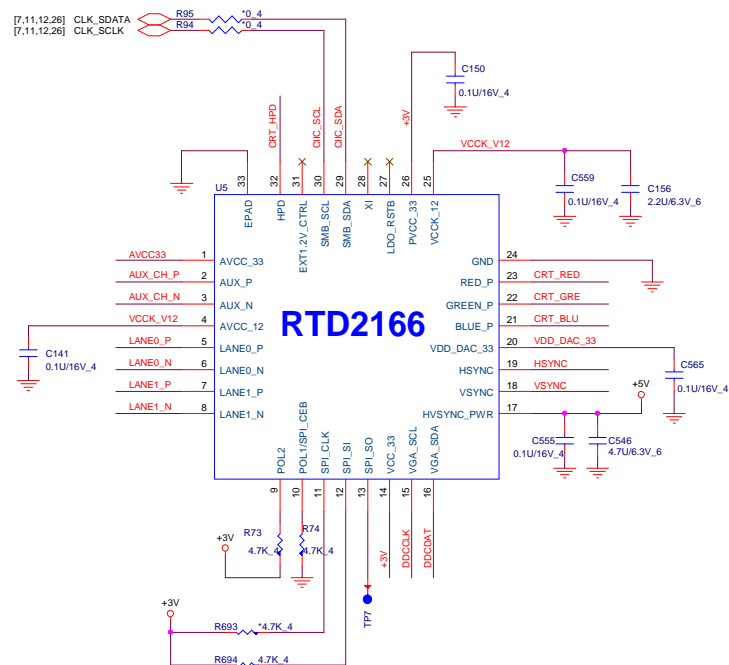 [7,11,12,26] CLK_SDATA
R95
*0_4
[7,11,12,26] CLK_SCLK
R94
*0_4
C150
0.1U/16V_4
+3V
CRT_HPD
CIIC_SCL
CIIC_SDA
VCCK_V12
C559
0.1U/16V_4
C156
2.2U/6.3V_6
33
32
31
30
29
28
27
26
25
U5
EPAD
HPD
EXT1.2V_CTRL
SMB_SCL
SMB_SDA
XI
LDO_RSTB
PVCC_33
VCCK_12
AVCC33
1
AVCC_33
AUX_CH_P
2
AUX_P
AUX_CH_N
3
AUX_N
VCCK_V12
4
AVCC_12
C141
0.1U/16V_4
LANE0_P
5
LANE0_P
LANE0_N
6
LANE0_N
LANE1_P
7
LANE1_P
LANE1_N
8
LANE1_N
RTD2166
GND
24
RED_P
23
CRT_RED
GREEN_P
22
CRT_GRE
BLUE_P
21
CRT_BLU
VDD_DAC_33
20
VDD_DAC_33
HSYNC
19
HSYNC
VSYNC
18
VSYNC
HVSYNC_PWR
17
C565
0.1U/16V_4
+5V
C555
0.1U/16V_4
C546
4.7U/6.3V_6
POL2
POL1/SPI_CEB
SPI_CLK
SPI_SI
SPI_SO
VCC_33
VGA_SCL
VGA_SDA
9
10
11
12
13
14
15
16
+3V
R73
4.7K_4
R74
4.7K_4
+3V
DDCCLK
DDCDAT
TP7
+3V
R693
*4.7K_4
R694
4.7K_4